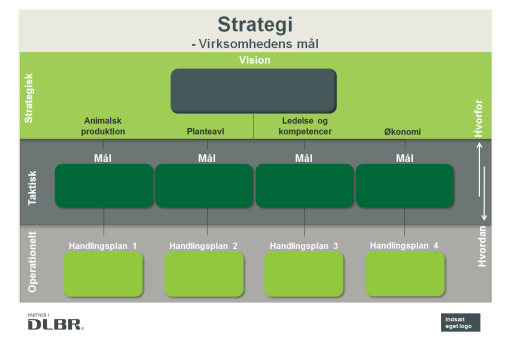 Strategi
- Virksomhedens mål
Vision
Strategisk
Animalsk
produktion
Planteavl
Ledelse og
kompetencer
Økonomi
Hvorfor
Taktisk
Mål
Mål
Mål
Mål
Hvordan
Operationelt
Handlingsplan 1
Handlingsplan 2
Handlingsplan 3
Handlingsplan 4
PARTNER I
DLBR®
Indsæt
eget logo